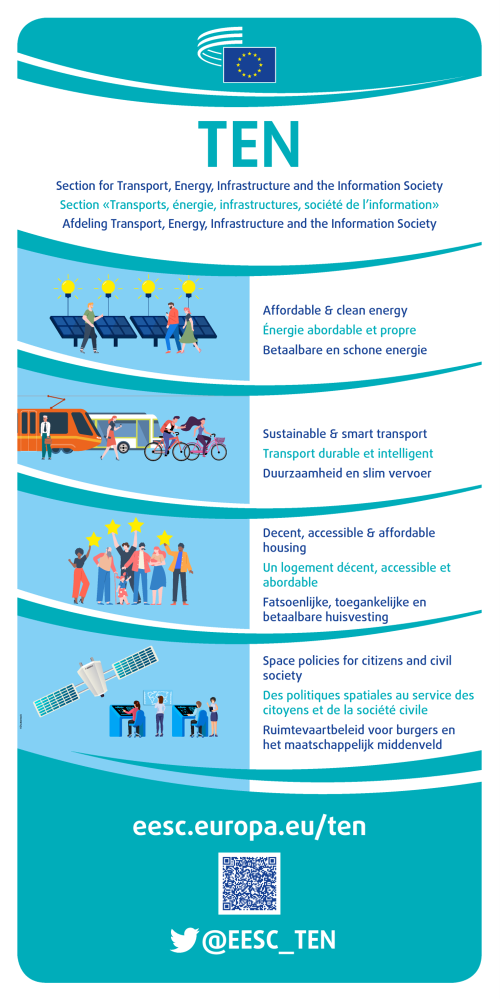 TEN
Section for Transport, Energy, Infrastructure and the Information Society
Section «Transports, énergie, infrastructures, société de l'information»
Afdeling Transport, Energy, Infrastructure and the Information Society
Affordable & clean energy
Énergie abordable et propre
Betaalbare en schone energie
Sustainable & smart transport
Transport durable et intelligent
Duurzaamheid en slim vervoer
Decent, accessible & affordable
housing
Un logement décent, accessible et
abordable
Fatsoenlijke, toegankelijke en
betaalbare huisvesting
Space policies for citizens and civil
society
Des politiques spatiales au service des
citoyens et de la société civile
Ruimtevaartbeleid voor burgers en
het maatschappelijk middenveld
©Shutterstock
eesc.europa.eu/ten
@EESC_TEN